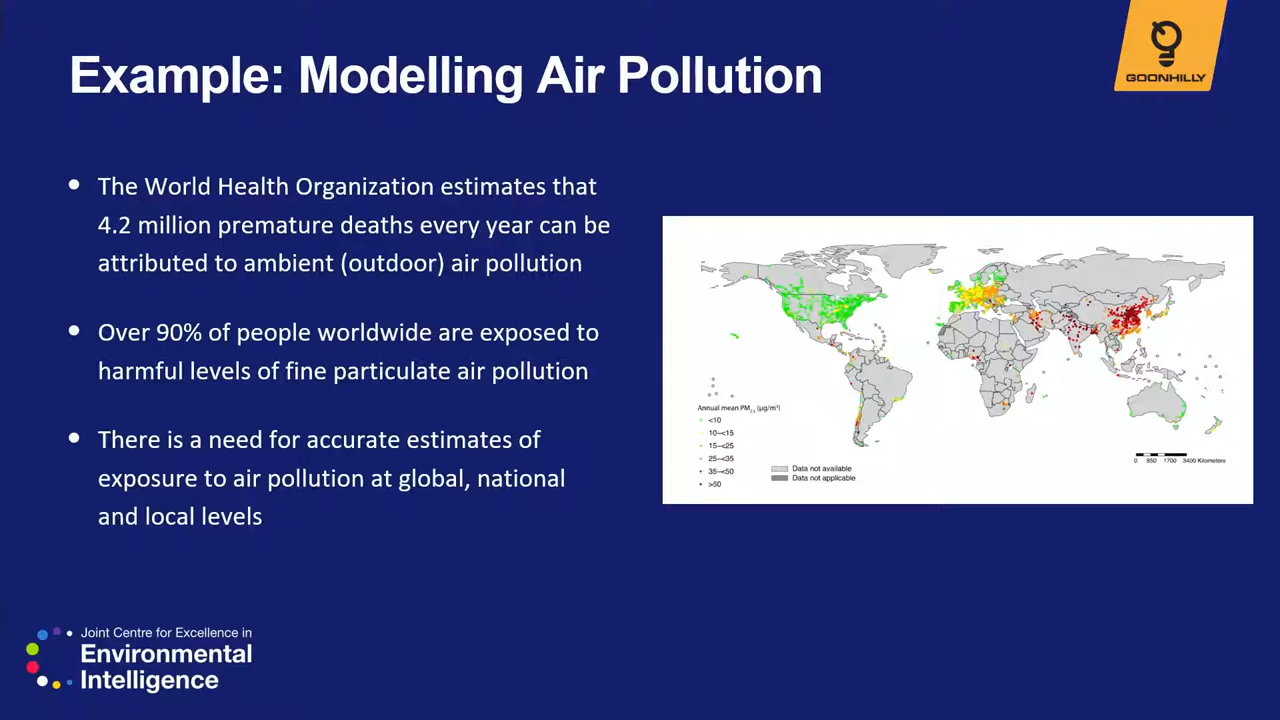 Example: Modelling Air Pollution
GOONHILLY
• The World Health Organization estimates that
4.2 million premature deaths every year can be
attributed to ambient (outdoor) air pollution
• Over 90% of people worldwide are exposed to
harmful levels of fine particulate air pollution
• There is a need for accurate estimates of
exposure to air pollution at global, national
and local levels
Annual mean PM2.5 (µg/m³)
<10
10–<15
15–<25
25–<35
35–<50
>50
Data not available
Data not applicable
0 850 1700 3400 Kilometers
Joint Centre for Excellence in
Environmental
Intelligence